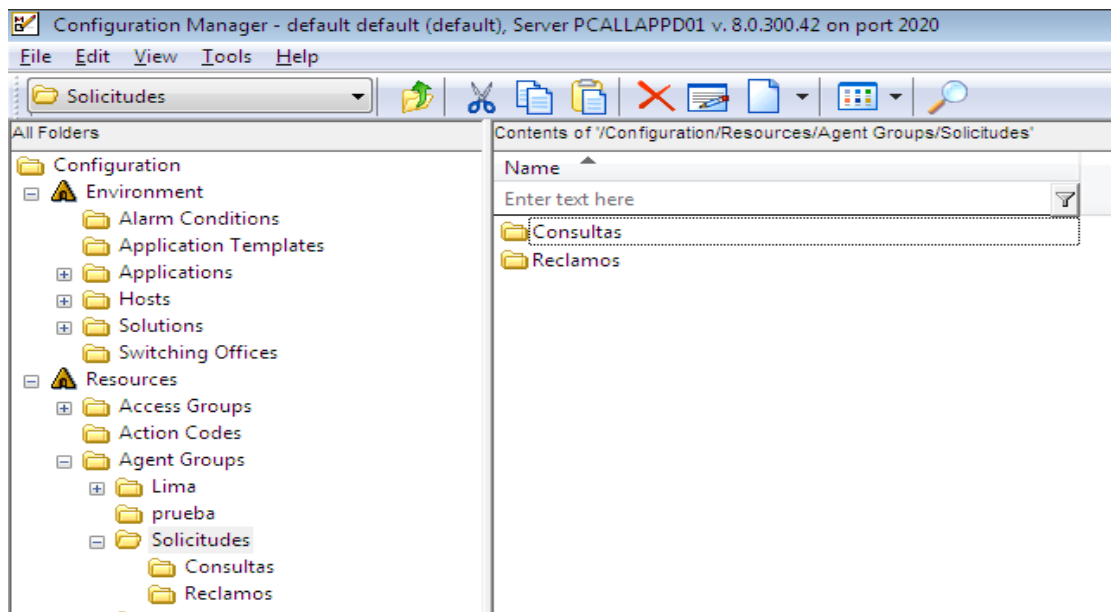 Configuration Manager - default default (default), Server PCALLAPPD01 v. 8.0.300.42 on port 2020
File Edit View Tools Help
Solicitudes
All Folders
Contents of '/Configuration/Resources/Agent Groups/Solicitudes'
Configuration
Environment
Alarm Conditions
Application Templates
Applications
Hosts
Solutions
Switching Offices
Resources
Access Groups
Action Codes
Agent Groups
Lima
prueba
Solicitudes
Consultas
Reclamos
Name
Enter text here
Consultas
Reclamos